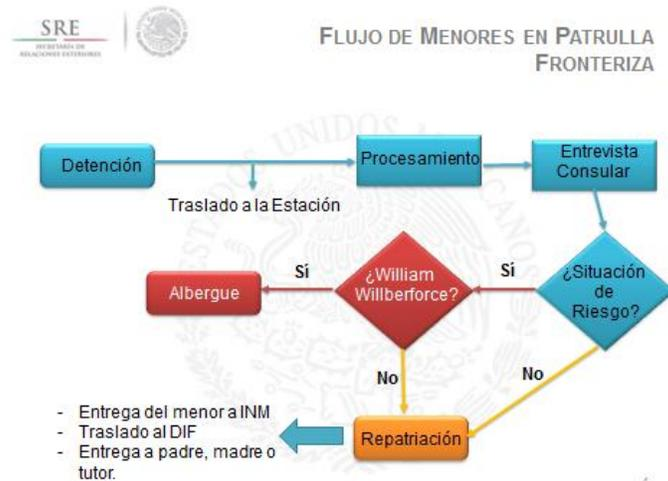 SRE
SECRETARÍA DE
RELACIONES EXTERIORES
FLUJO DE MENORES EN PATRULLA
FRONTERIZA
UNIDOS
ESTADOS
Detención
Procesamiento
Entrevista
Consular
Traslado a la Estación
Albergue
Sí
¿William
Willberforce?
Sí
¿Situación
de
Riesgo?
No
No
- Entrega del menor a INM
- Traslado al DIF
- Entrega a padre, madre o
tutor.
Repatriación